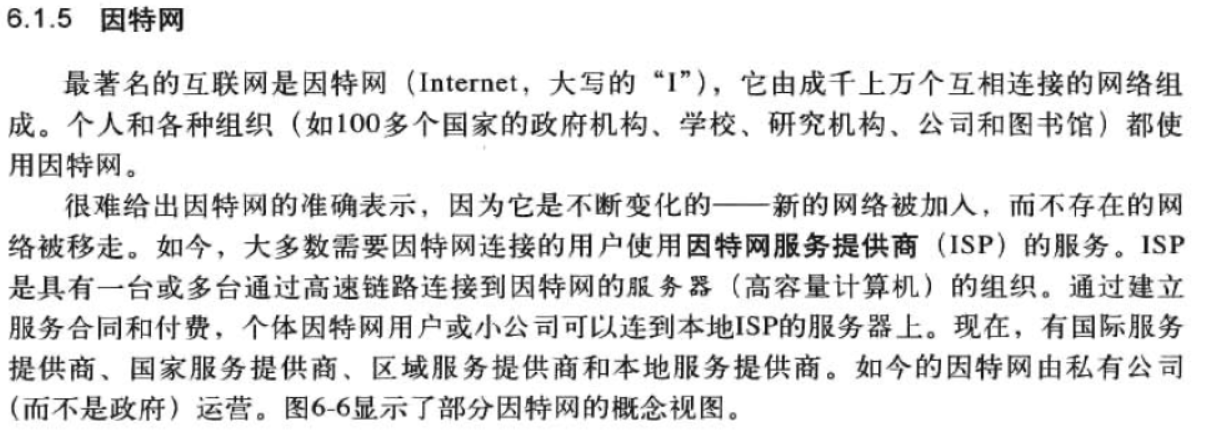 6.1.5 因特网
最著名的互联网是因特网（Internet，大写的“I”），它由成千上万个互相连接的网络组
成。个人和各种组织（如100多个国家的政府机构、学校、研究机构、公司和图书馆）都使
用因特网。
很难给出因特网的准确表示，因为它是不断变化的——新的网络被加入，而不存在的网
络被移走。如今，大多数需要因特网连接的用户使用因特网服务提供商（ISP）的服务。ISP
是具有一台或多台通过高速链路连接到因特网的服务器（高容量计算机）的组织。通过建立
服务合同和付费，个体因特网用户或小公司可以连到本地ISP的服务器上。现在，有国际服务
提供商、国家服务提供商、区域服务提供商和本地服务提供商。如今的因特网由私有公司
（而不是政府）运营。图6-6显示了部分因特网的概念视图。